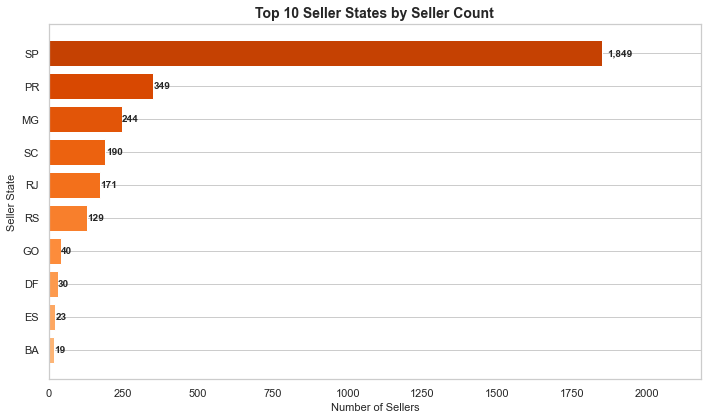 Top 10 Seller States by Seller Count
Seller State
SP 1,849
PR 349
MG 244
SC 190
RJ 171
RS 129
GO 40
DF 30
ES 23
BA 19
0 250 500 750 1000 1250 1500 1750 2000
Number of Sellers